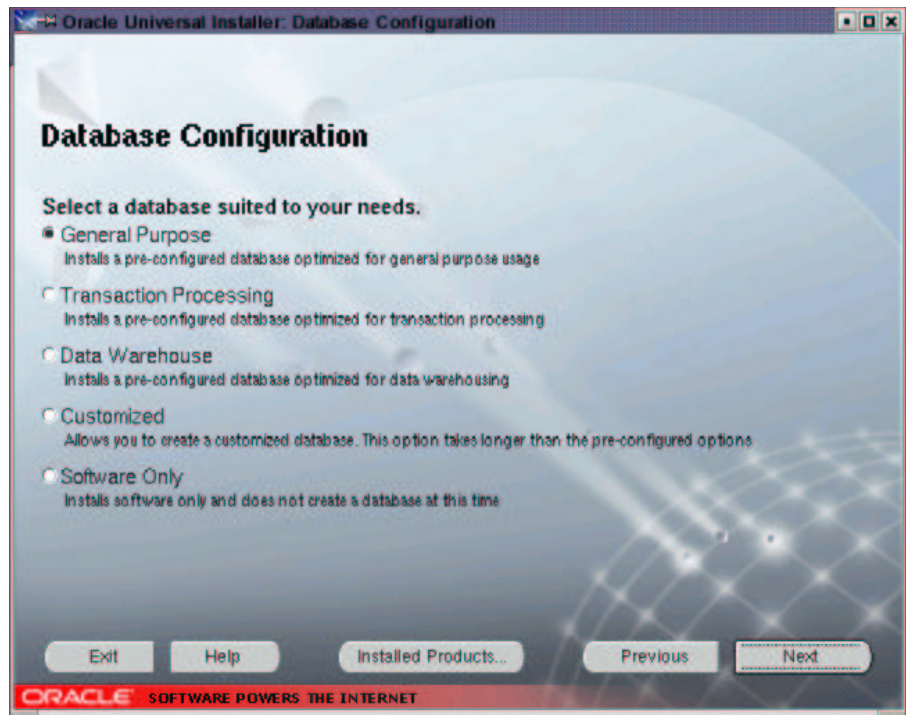 Oracle Universal Installer: Database Configuration
Database Configuration
Select a database suited to your needs.
General Purpose
Installs a pre-configured database optimized for general purpose usage
Transaction Processing
Installs a pre-configured database optimized for transaction processing
Data Warehouse
Installs a pre-configured database optimized for data warehousing
Customized
Allows you to create a customized database. This option takes longer than the pre-configured options
Software Only
Installs software only and does not create a database at this time
Exit Help Installed Products... Previous Next
ORACLE SOFTWARE POWERS THE INTERNET